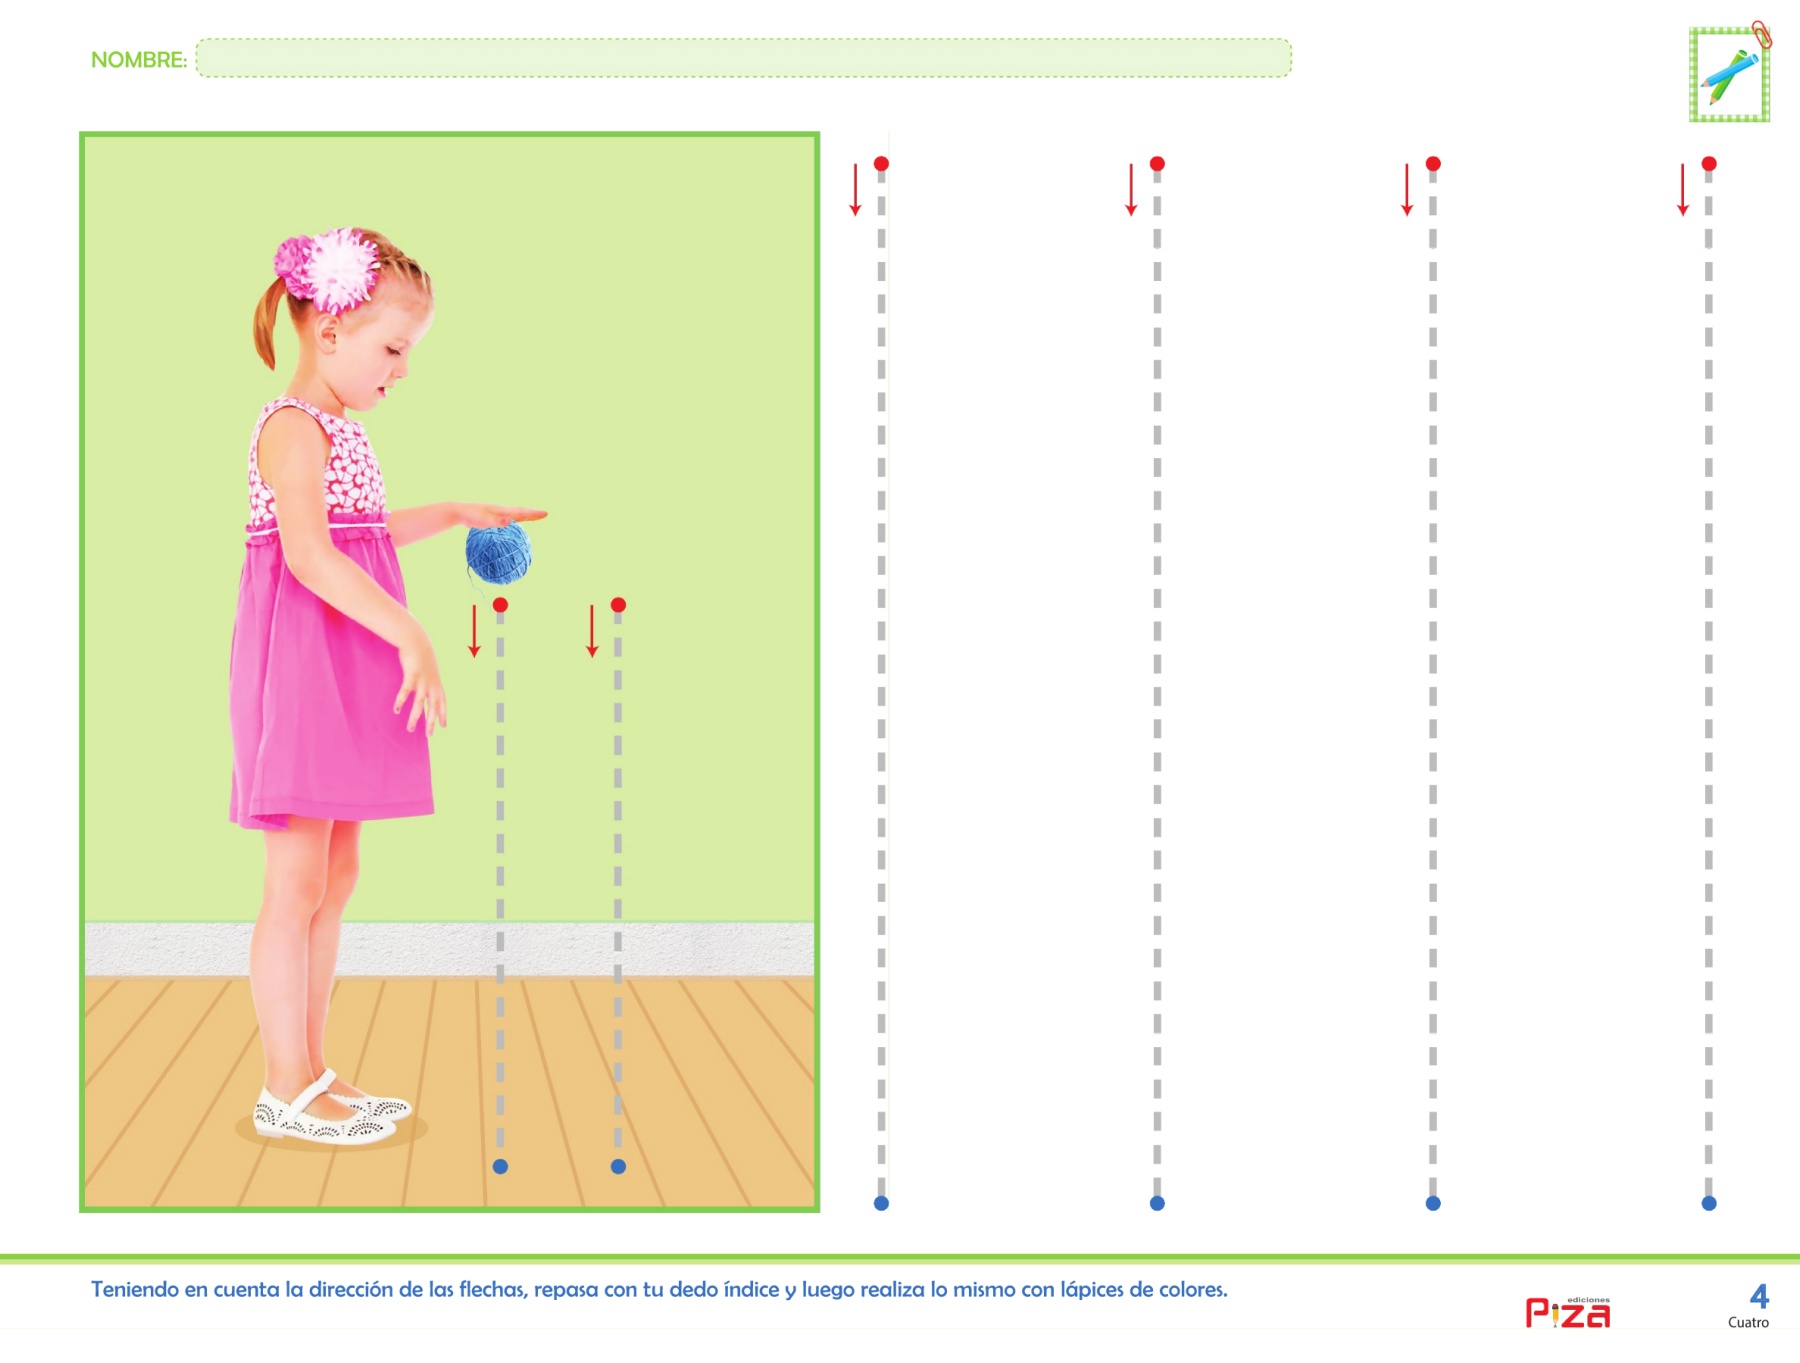 NOMBRE:
Teniendo en cuenta la dirección de las flechas, repasa con tu dedo índice y luego realiza lo mismo con lápices de colores.
ediciones
Piza
4
Cuatro